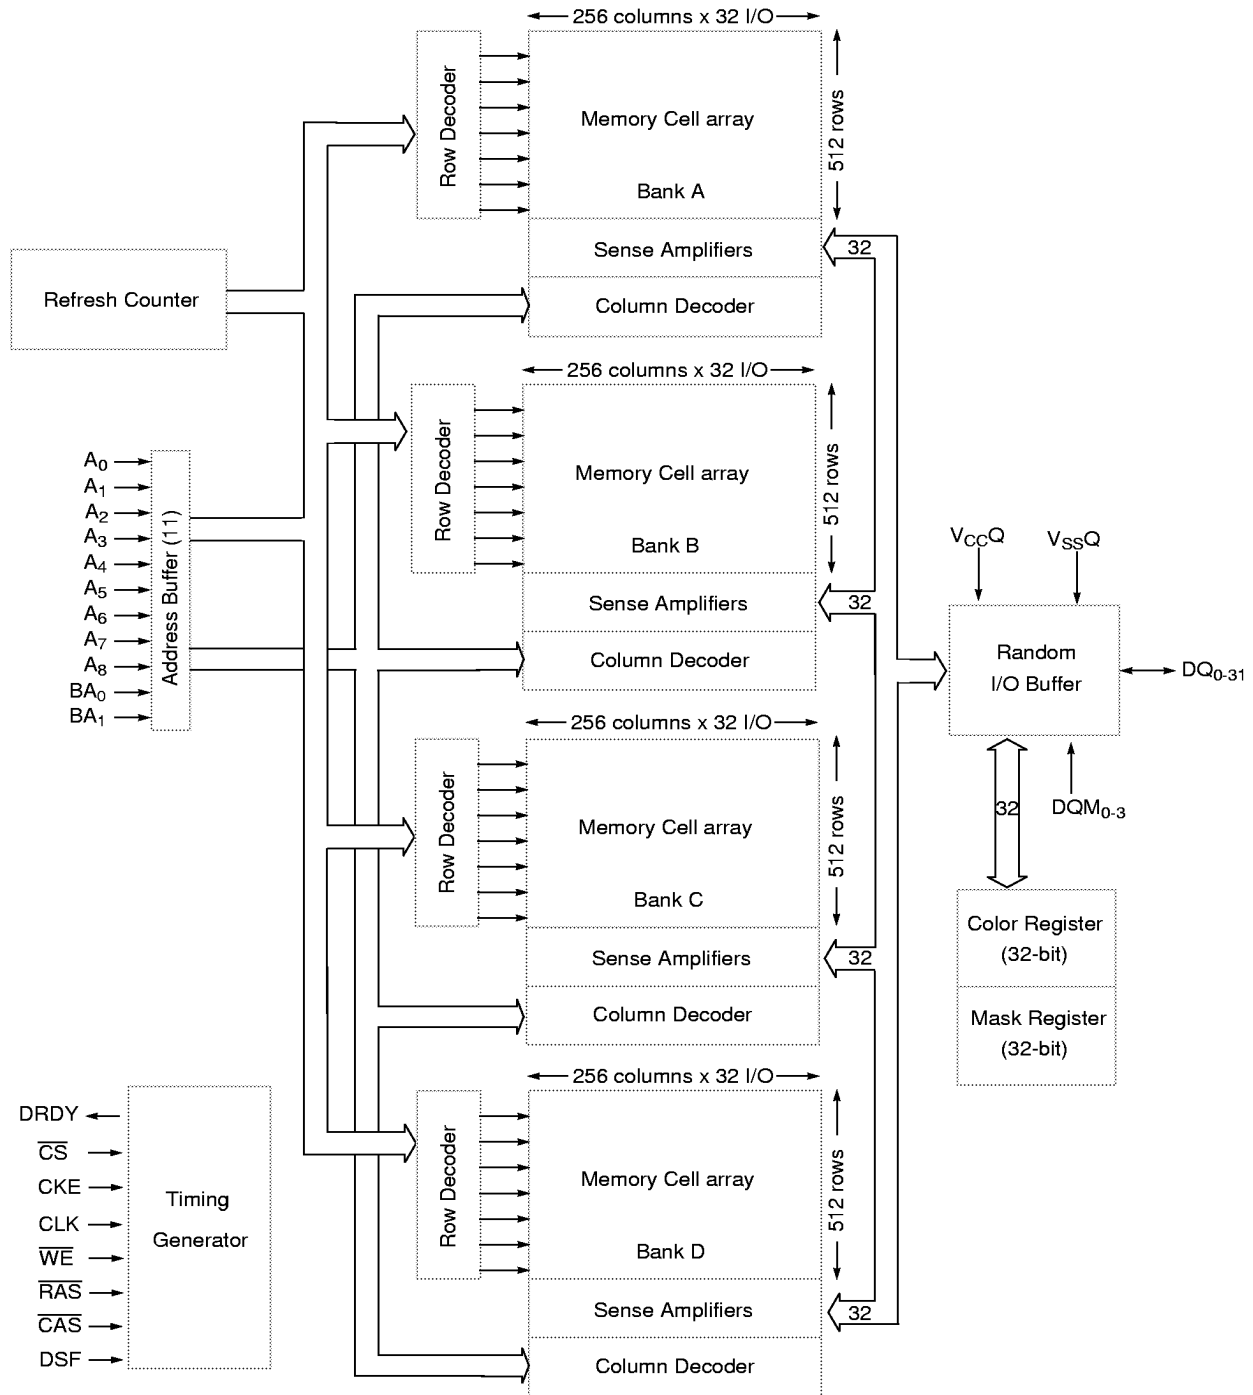 256 columns x 32 I/O
Row Decoder
Memory Cell array
Bank A
512 rows
Sense Amplifiers
32
Column Decoder
Refresh Counter
256 columns x 32 I/O
Row Decoder
Memory Cell array
Bank B
512 rows
Sense Amplifiers
32
Column Decoder
A0
A1
A2
A3
A4
A5
A6
A7
A8
BA0
BA1
Address Buffer (11)
VCCQ
VSSQ
Random
I/O Buffer
DQ0-31
DQM0-3
32
Color Register
(32-bit)
Mask Register
(32-bit)
256 columns x 32 I/O
Row Decoder
Memory Cell array
Bank C
512 rows
Sense Amplifiers
32
Column Decoder
256 columns x 32 I/O
Row Decoder
Memory Cell array
Bank D
512 rows
Sense Amplifiers
32
Column Decoder
DRDY
C̅S̅
CKE
CLK
W̅E̅
R̅A̅S̅
C̅A̅S̅
DSF
Timing
Generator